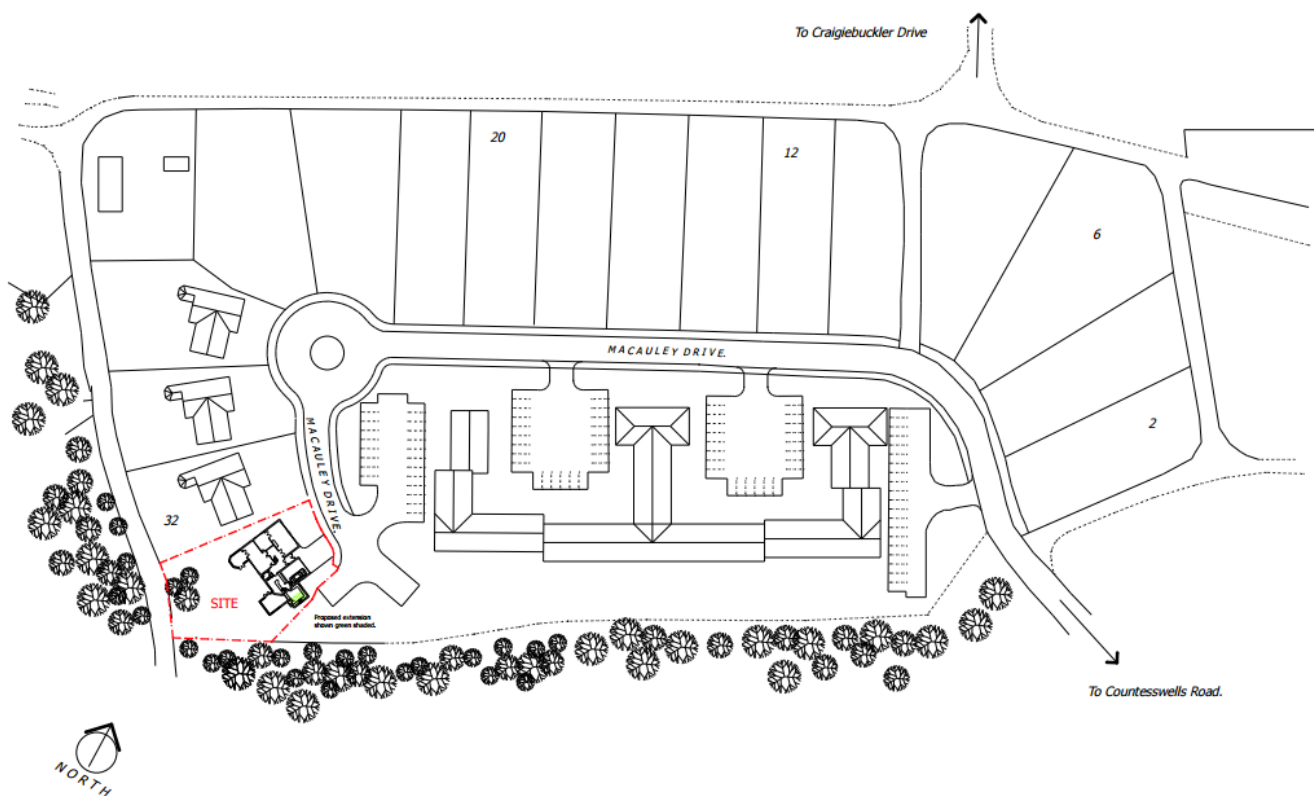 To Craigiebuckler Drive
20
12
6
MACAULEY DRIVE.
2
MACAULEY DRIVE.
32
SITE
Proposed extension
shown green shaded.
To Countesswells Road.
NORTH